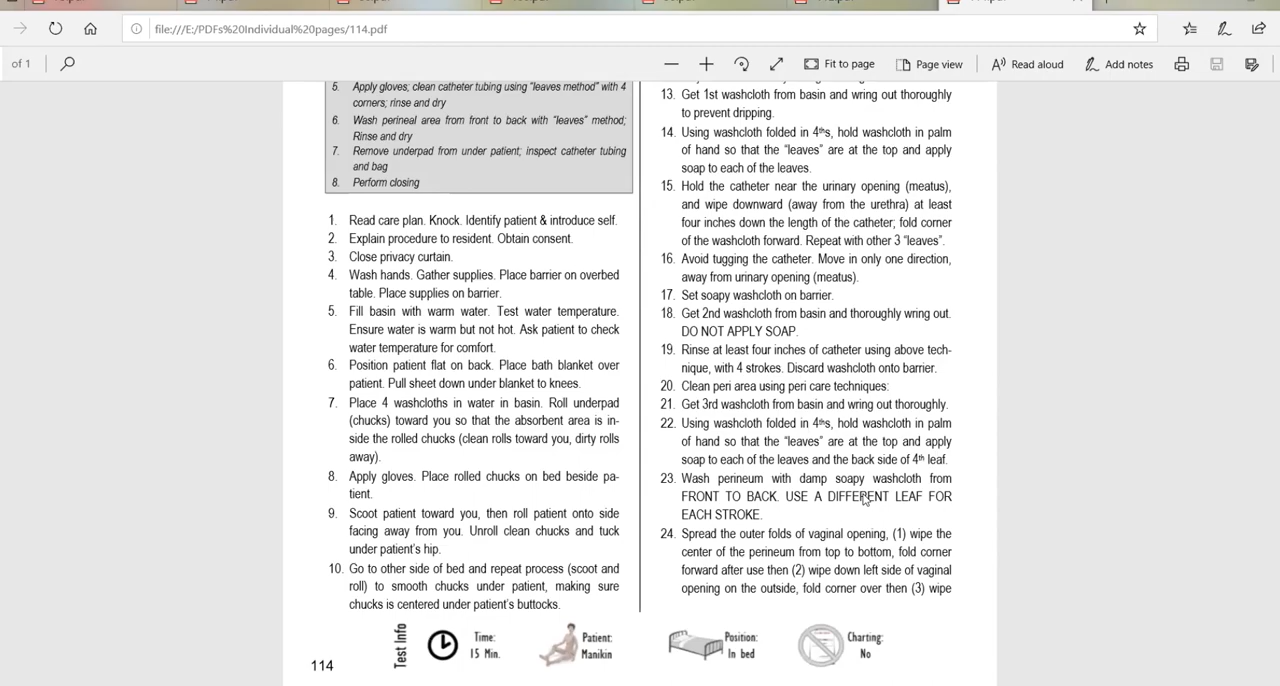 file:///E:/PDFs%20Individual%20pages/114.pdf
of 1
Fit to page
Page view
Read aloud
Add notes
5. Apply gloves; clean catheter tubing using "leaves method" with 4
corners; rinse and dry
6. Wash perineal area from front to back with "leaves" method;
Rinse and dry
7. Remove underpad from under patient; inspect catheter tubing
and bag
8. Perform closing
1. Read care plan. Knock. Identify patient & introduce self.
2. Explain procedure to resident. Obtain consent.
3. Close privacy curtain.
4. Wash hands. Gather supplies. Place barrier on overbed
table. Place supplies on barrier.
5. Fill basin with warm water. Test water temperature.
Ensure water is warm but not hot. Ask patient to check
water temperature for comfort.
6. Position patient flat on back. Place bath blanket over
patient. Pull sheet down under blanket to knees.
7. Place 4 washcloths in water in basin. Roll underpad
(chucks) toward you so that the absorbent area is in-
side the rolled chucks (clean rolls toward you, dirty rolls
away).
8. Apply gloves. Place rolled chucks on bed beside pa-
tient.
9. Scoot patient toward you, then roll patient onto side
facing away from you. Unroll clean chucks and tuck
under patient's hip.
10. Go to other side of bed and repeat process (scoot and
roll) to smooth chucks under patient, making sure
chucks is centered under patient's buttocks.
13. Get 1st washcloth from basin and wring out thoroughly
to prevent dripping.
14. Using washcloth folded in 4ths, hold washcloth in palm
of hand so that the "leaves" are at the top and apply
soap to each of the leaves.
15. Hold the catheter near the urinary opening (meatus),
and wipe downward (away from the urethra) at least
four inches down the length of the catheter; fold corner
of the washcloth forward. Repeat with other 3 "leaves".
16. Avoid tugging the catheter. Move in only one direction,
away from urinary opening (meatus).
17. Set soapy washcloth on barrier.
18. Get 2nd washcloth from basin and thoroughly wring out.
DO NOT APPLY SOAP.
19. Rinse at least four inches of catheter using above tech-
nique, with 4 strokes. Discard washcloth onto barrier.
20. Clean peri area using peri care techniques:
21. Get 3rd washcloth from basin and wring out thoroughly.
22. Using washcloth folded in 4ths, hold washcloth in palm
of hand so that the "leaves" are at the top and apply
soap to each of the leaves and the back side of 4th leaf.
23. Wash perineum with damp soapy washcloth from
FRONT TO BACK. USE A DIFFERENT LEAF FOR
EACH STROKE.
24. Spread the outer folds of vaginal opening, (1) wipe the
center of the perineum from top to bottom, fold corner
forward after use then (2) wipe down left side of vaginal
opening on the outside, fold corner over then (3) wipe
Test Info
Time:
15 Min.
Patient:
Manikin
Position:
In bed
Charting:
No
114